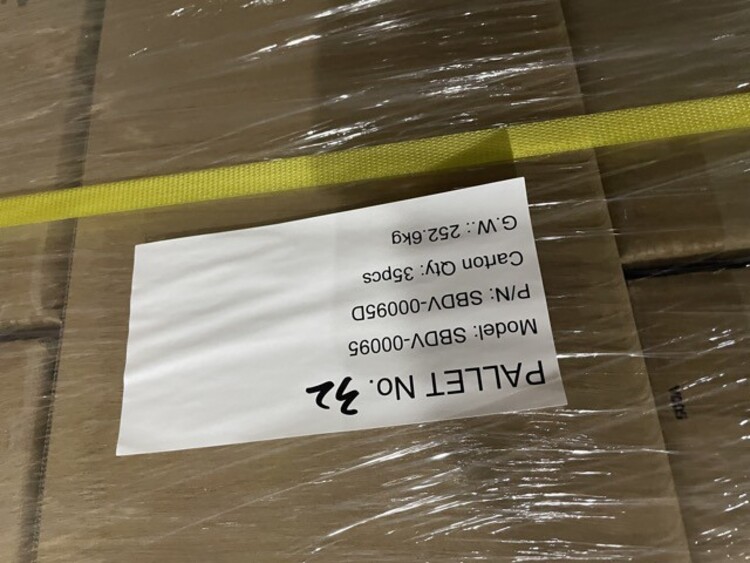 PALLET No. 32
Model: SBDV-00095
P/N: SBDV-00095D
Carton Qty: 35pcs
G.W.: 252.6kg